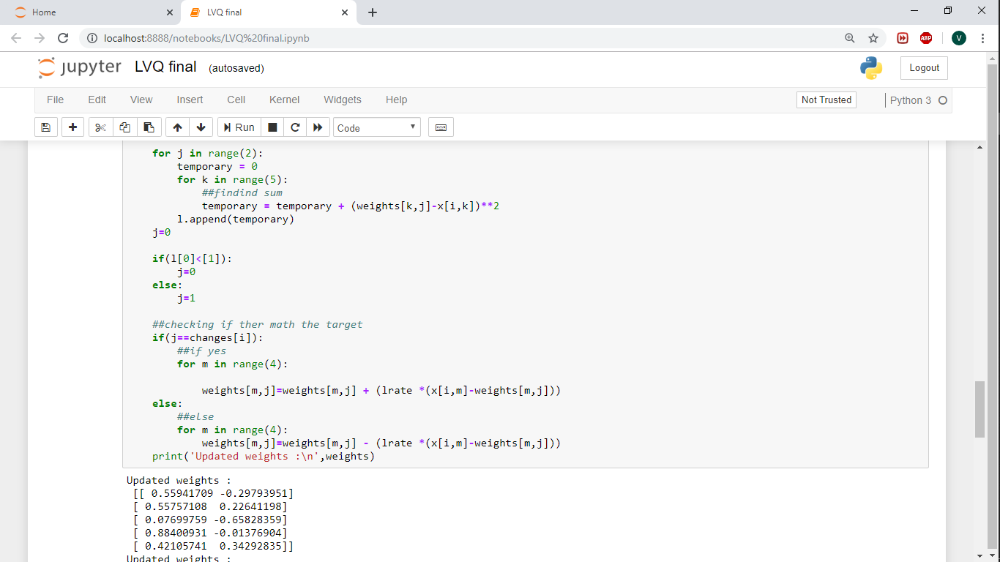 Home
LVQ final
localhost:8888/notebooks/LVQ%20final.ipynb
ABP
V
jupyter LVQ final (autosaved)
Logout
File Edit View Insert Cell Kernel Widgets Help
Not Trusted
Python 3
Run
Code
    for j in range(2):
        temporary = 0
        for k in range(5):
            ##findind sum
            temporary = temporary + (weights[k,j]-x[i,k])**2
        l.append(temporary)
    j=0
    if(l[0]<[1]):
        j=0
    else:
        j=1
    ##checking if ther math the target
    if(j==changes[i]):
        ##if yes
        for m in range(4):
            weights[m,j]=weights[m,j] + (lrate *(x[i,m]-weights[m,j]))
    else:
        ##else
        for m in range(4):
            weights[m,j]=weights[m,j] - (lrate *(x[i,m]-weights[m,j]))
    print('Updated weights :\n',weights)
Updated weights :
 [[ 0.55941709 -0.29793951]
 [ 0.55757108  0.22641198]
 [ 0.07699759 -0.65828359]
 [ 0.88400931 -0.01376904]
 [ 0.42105741  0.34292835]]
Updated weights :